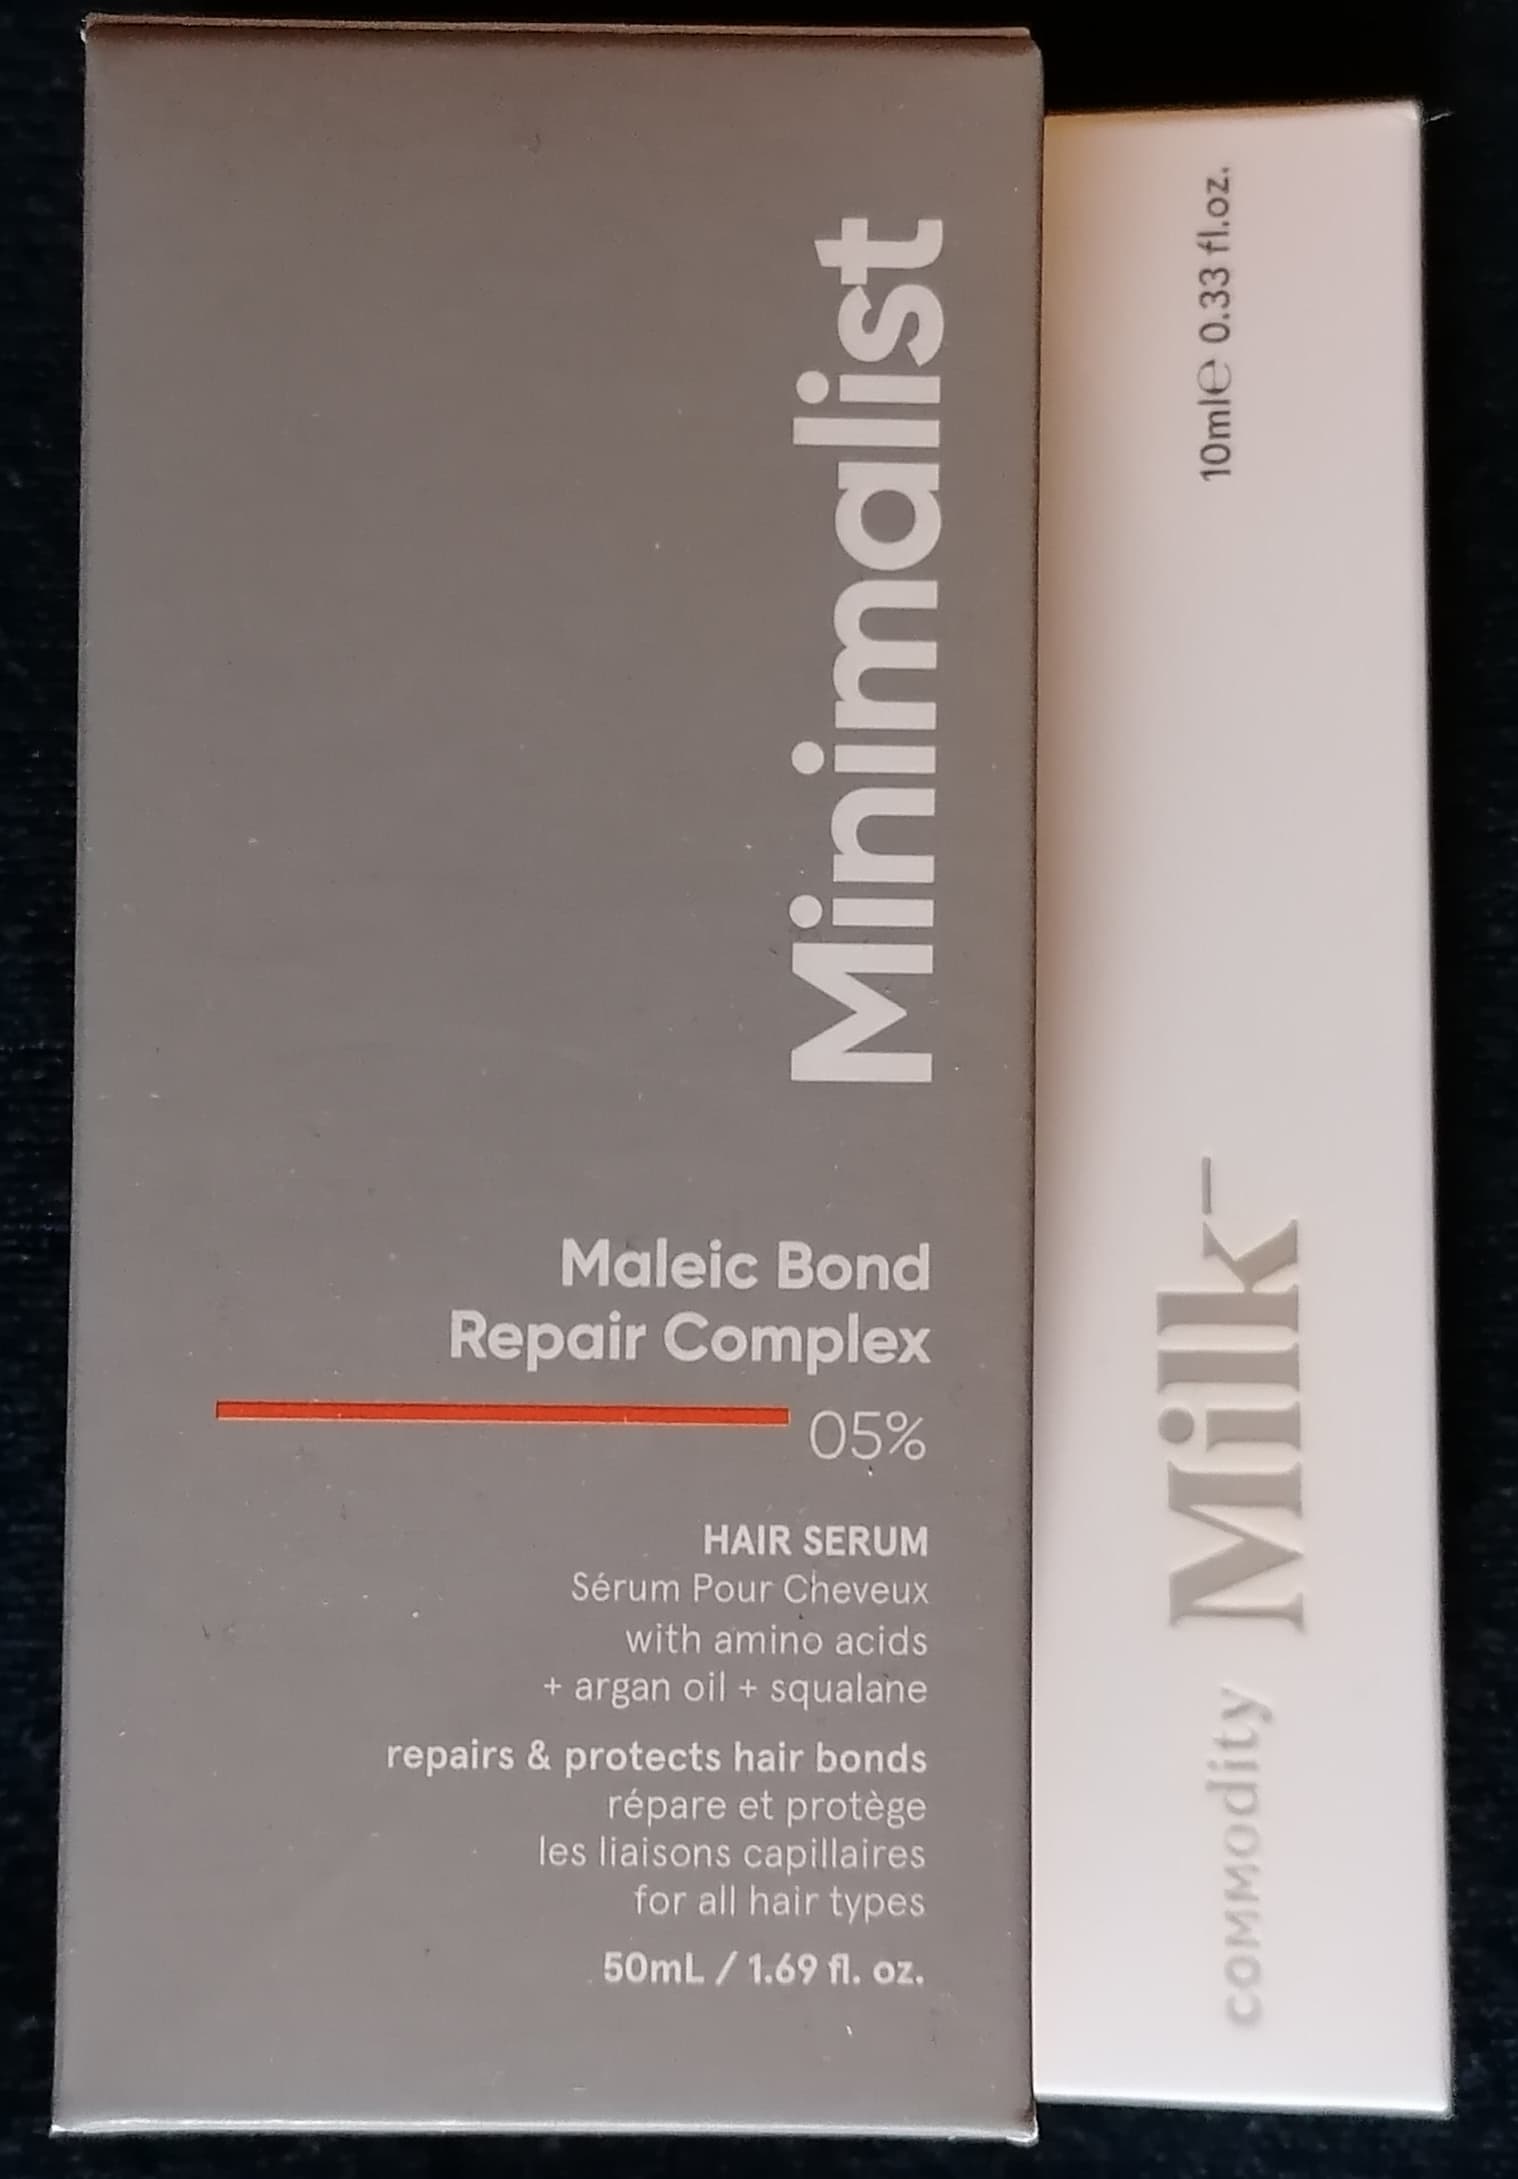 Minimalist
Maleic Bond
Repair Complex
05%
HAIR SERUM
Sérum Pour Cheveux
with amino acids
+ argan oil + squalane
repairs & protects hair bonds
répare et protège
les liaisons capillaires
for all hair types
50mL / 1.69 fl. oz.
commodity Milk—
10ml℮ 0.33 fl.oz.